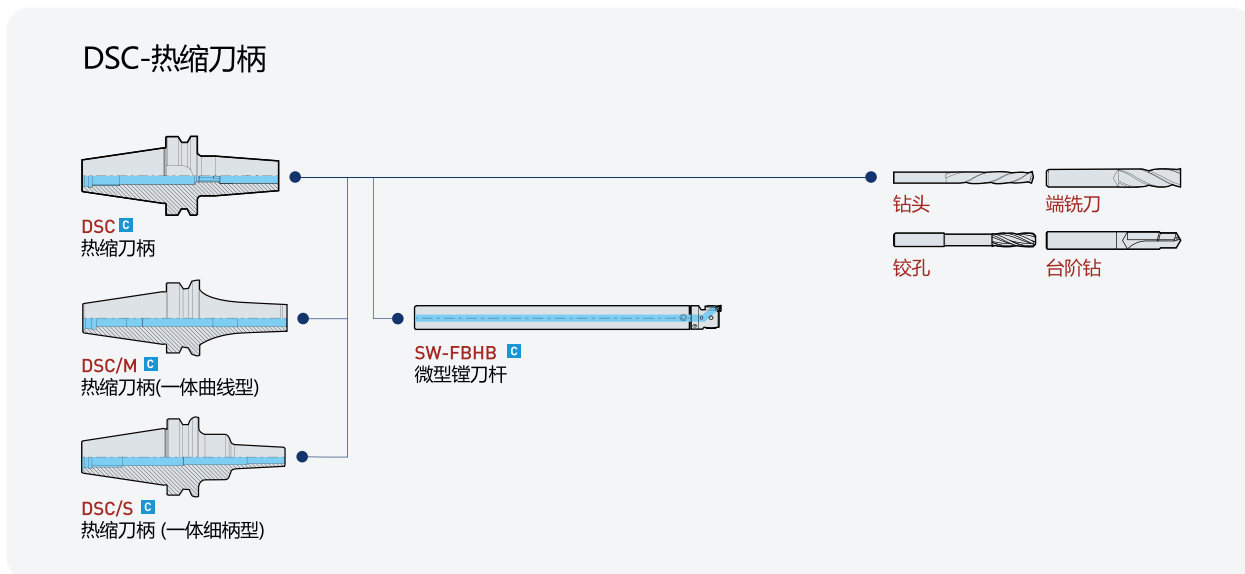 DSC-热缩刀柄
DSC C
热缩刀柄
DSC/M C
热缩刀柄(一体曲线型)
DSC/S C
热缩刀柄 (一体细柄型)
SW-FBHB C
微型镗刀杆
钻头
端铣刀
铰孔
台阶钻